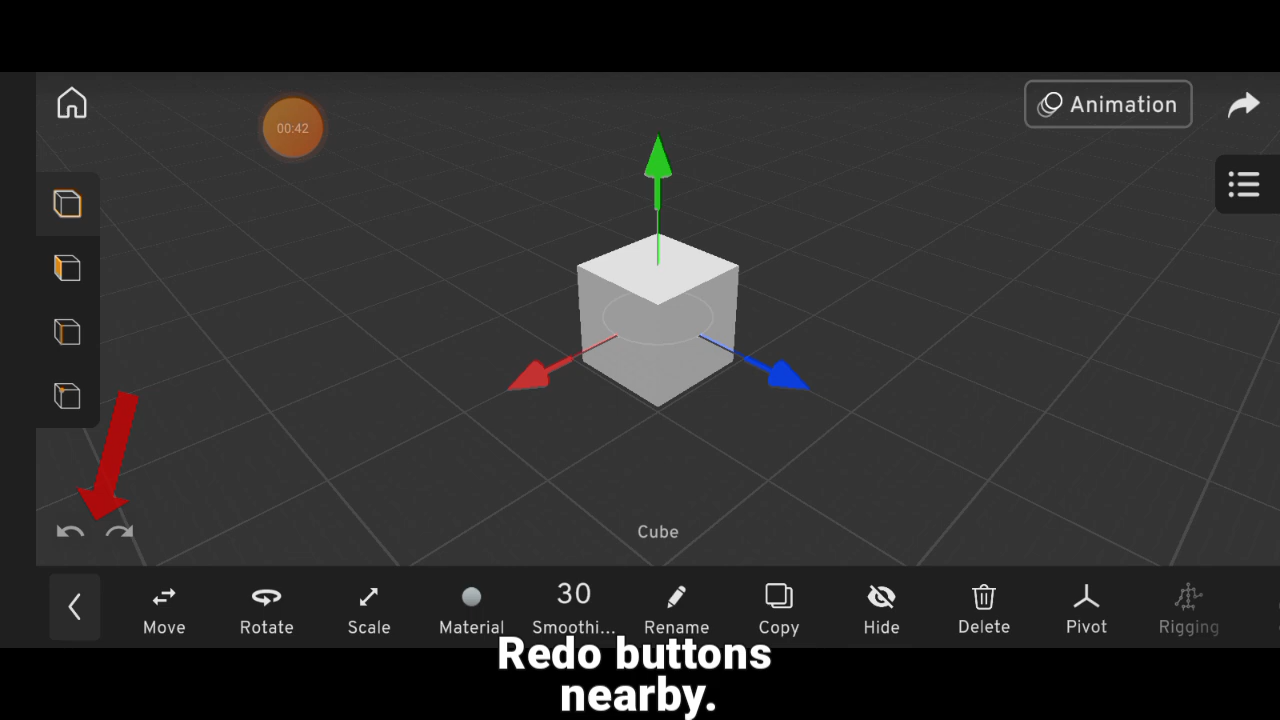 00:42
Animation
Cube
30
Move Rotate Scale Material Smoothi... Rename Copy Hide Delete Pivot Rigging
Redo buttons
nearby.